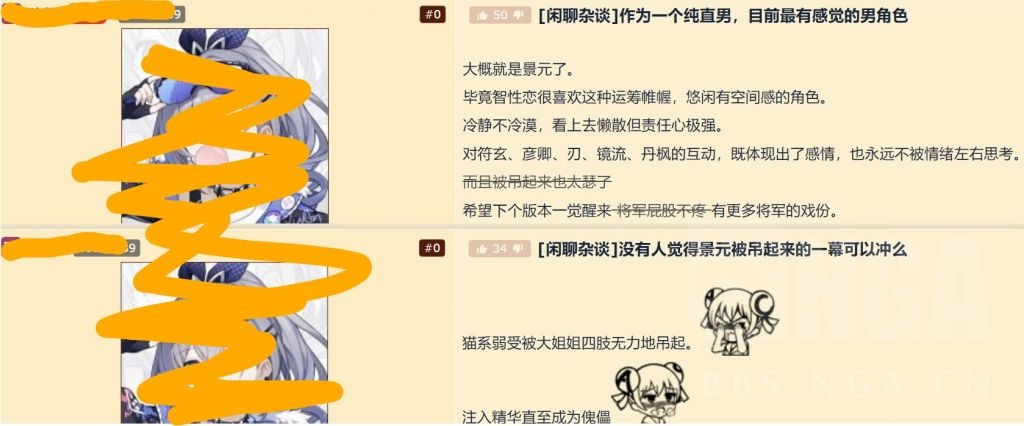 9
#0
50
[闲聊杂谈]作为一个纯直男，目前最有感觉的男角色
大概就是景元了。
毕竟智性恋很喜欢这种运筹帷幄，悠闲有空间感的角色。
冷静不冷漠，看上去懒散但责任心极强。
对符玄、彦卿、刃、镜流、丹枫的互动，既体现出了感情，也永远不被情绪左右思考。
而且被吊起来也太瑟了
希望下个版本一觉醒来 将军屁股不疼 有更多将军的戏份。
39
#0
34
[闲聊杂谈]没有人觉得景元被吊起来的一幕可以冲么
猫系弱受被大姐姐四肢无力地吊起。
注入精华直至成为傀儡
NGA
BBS.NGA.CN